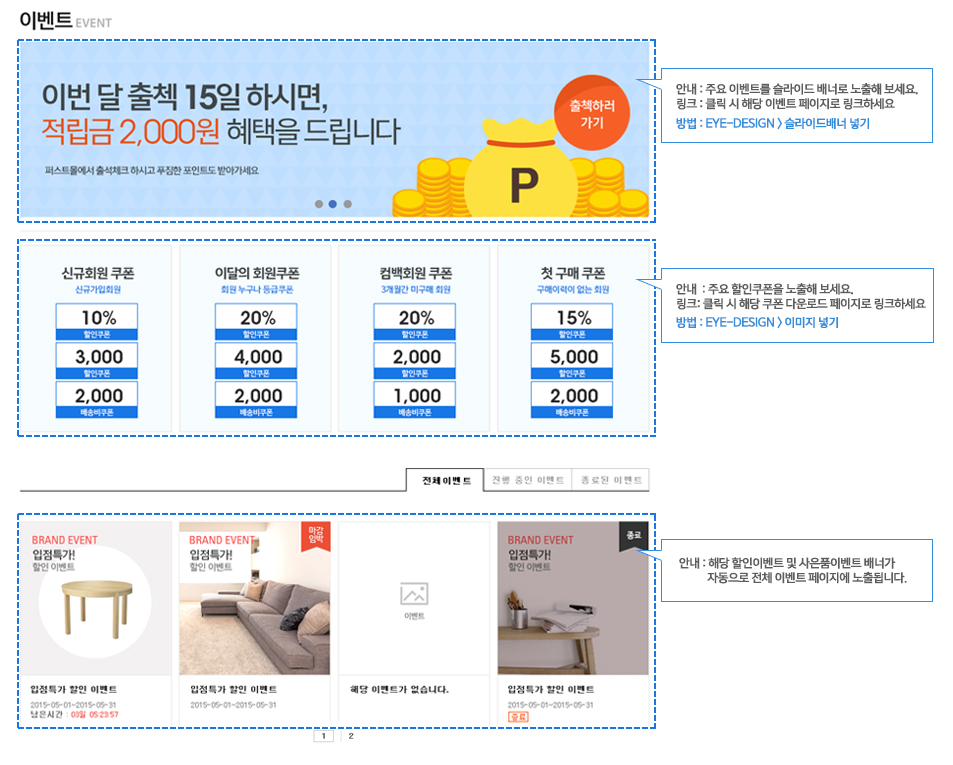 이벤트 EVENT
이번 달 출첵 15일 하시면,
적립금 2,000원 혜택을 드립니다
퍼스트몰에서 출석체크 하시고 푸짐한 포인트도 받아가세요
출첵하러
가기
P
안내 : 주요 이벤트를 슬라이드 배너로 노출해 보세요.
링크 : 클릭 시 해당 이벤트 페이지로 링크하세요
방법 : EYE-DESIGN > 슬라이드배너 넣기
신규회원 쿠폰
신규가입회원
10%
할인쿠폰
3,000
할인쿠폰
2,000
배송비쿠폰
이달의 회원쿠폰
회원 누구나 등급쿠폰
20%
할인쿠폰
4,000
할인쿠폰
2,000
배송비쿠폰
컴백회원 쿠폰
3개월간 미구매 회원
20%
할인쿠폰
2,000
할인쿠폰
1,000
배송비쿠폰
첫 구매 쿠폰
구매이력이 없는 회원
15%
할인쿠폰
5,000
할인쿠폰
2,000
배송비쿠폰
안내 : 주요 할인쿠폰을 노출해 보세요.
링크: 클릭 시 해당 쿠폰 다운로드 페이지로 링크하세요
방법 : EYE-DESIGN > 이미지 넣기
전체이벤트 진행 중인 이벤트 종료된 이벤트
BRAND EVENT
입점특가!
할인 이벤트
입점특가 할인 이벤트
2015-05-01~2015-05-31
남은시간 : 03일 05:23:57
BRAND EVENT
입점특가!
할인 이벤트
마감
임박
입점특가 할인 이벤트
2015-05-01~2015-05-31
이벤트
해당 이벤트가 없습니다.
BRAND EVENT
입점특가!
할인 이벤트
종료
입점특가 할인 이벤트
2015-05-01~2015-05-31
종료
안내 : 해당 할인이벤트 및 사은품이벤트 배너가
자동으로 전체 이벤트 페이지에 노출됩니다.
1 2